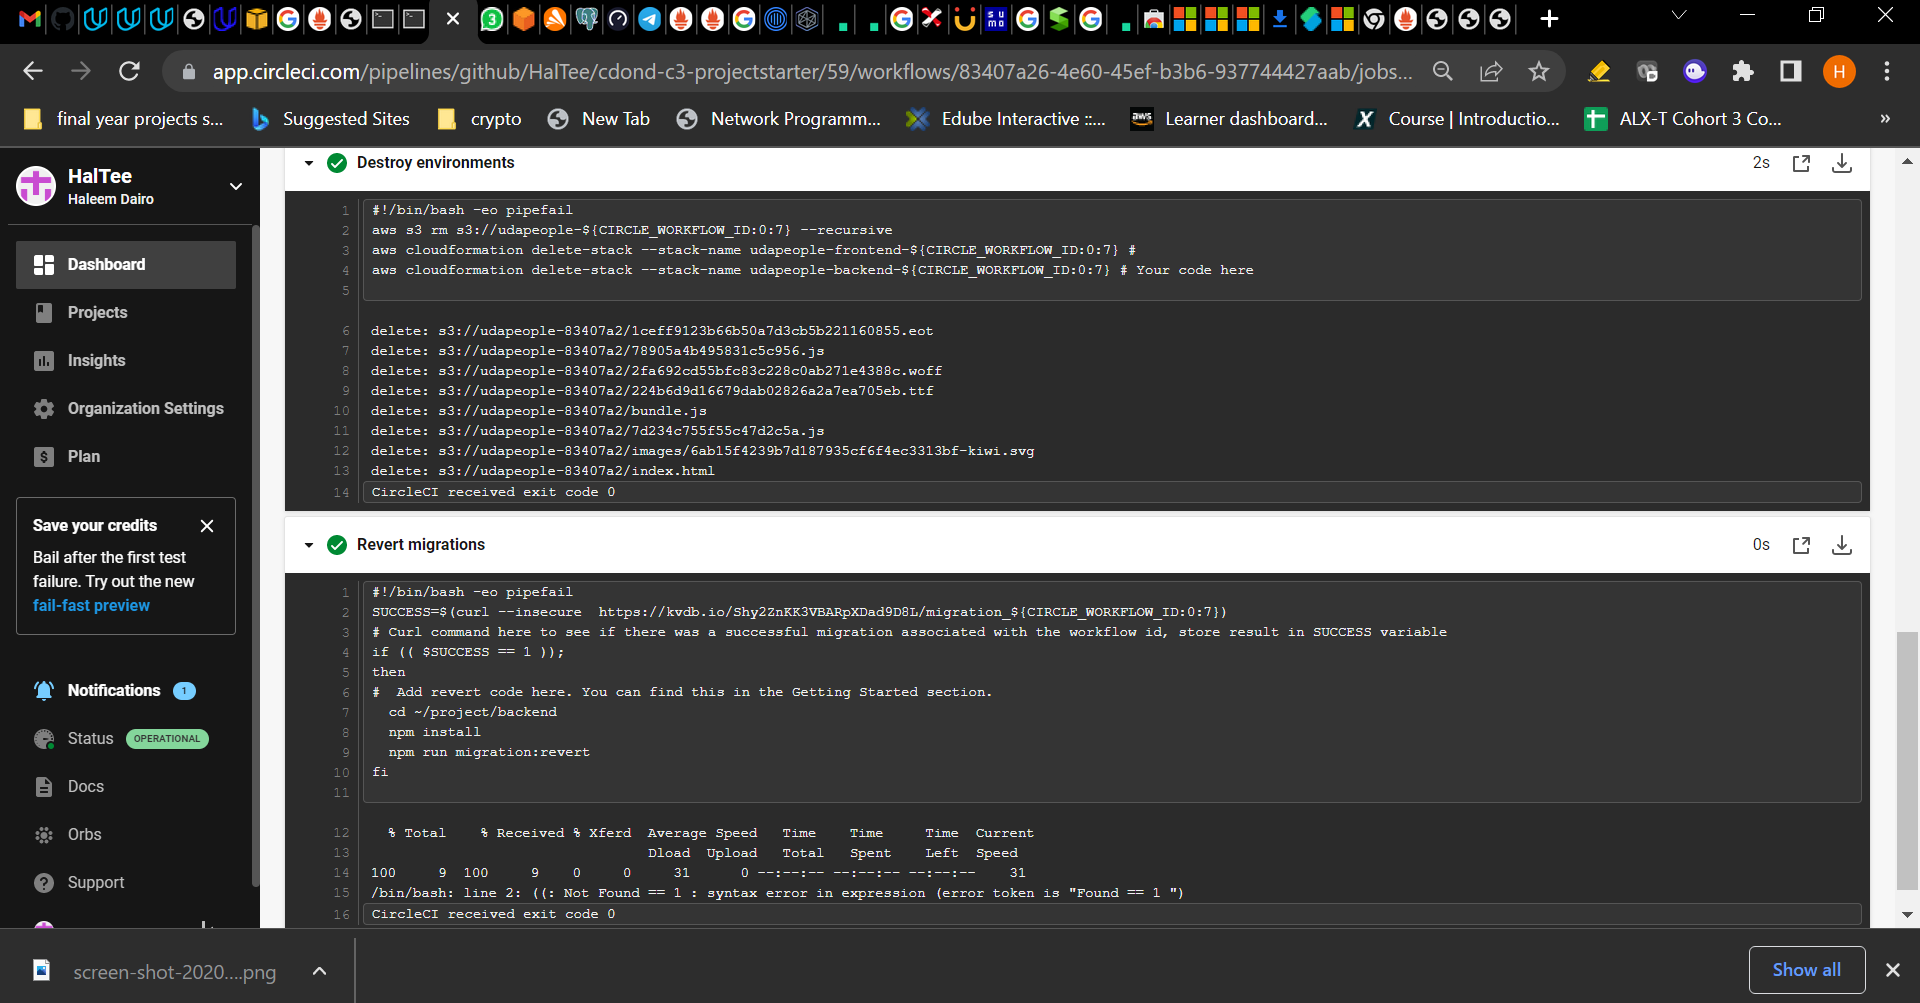 app.circleci.com/pipelines/github/HalTee/cdond-c3-projectstarter/59/workflows/83407a26-4e60-45ef-b3b6-937744427aab/jobs...
final year projects s...
Suggested Sites
crypto
New Tab
Network Programm...
Edube Interactive ::...
Learner dashboard...
Course | Introductio...
ALX-T Cohort 3 Co...
»
HalTee
Haleem Dairo
Dashboard
Projects
Insights
Organization Settings
Plan
Save your credits
Bail after the first test
failure. Try out the new
fail-fast preview
Notifications 1
Status OPERATIONAL
Docs
Orbs
Support
Destroy environments
2s
1 #!/bin/bash -eo pipefail
2 aws s3 rm s3://udapeople-${CIRCLE_WORKFLOW_ID:0:7} --recursive
3 aws cloudformation delete-stack --stack-name udapeople-frontend-${CIRCLE_WORKFLOW_ID:0:7} #
4 aws cloudformation delete-stack --stack-name udapeople-backend-${CIRCLE_WORKFLOW_ID:0:7} # Your code here
5
6 delete: s3://udapeople-83407a2/1ceff9123b66b50a7d3cb5b221160855.eot
7 delete: s3://udapeople-83407a2/78905a4b495831c5c956.js
8 delete: s3://udapeople-83407a2/2fa692cd55bfc83c228c0ab271e4388c.woff
9 delete: s3://udapeople-83407a2/224b6d9d16679dab02826a2a7ea705eb.ttf
10 delete: s3://udapeople-83407a2/bundle.js
11 delete: s3://udapeople-83407a2/7d234c755f55c47d2c5a.js
12 delete: s3://udapeople-83407a2/images/6ab15f4239b7d187935cf6f4ec3313bf-kiwi.svg
13 delete: s3://udapeople-83407a2/index.html
14 CircleCI received exit code 0
Revert migrations
0s
1 #!/bin/bash -eo pipefail
2 SUCCESS=$(curl --insecure  https://kvdb.io/Shy2ZnKK3VBARpXDad9D8L/migration_${CIRCLE_WORKFLOW_ID:0:7})
3 # Curl command here to see if there was a successful migration associated with the workflow id, store result in SUCCESS variable
4 if (( $SUCCESS == 1 ));
5 then
6 #  Add revert code here. You can find this in the Getting Started section.
7 cd ~/project/backend
8 npm install
9 npm run migration:revert
10 fi
11
12 % Total    % Received % Xferd  Average Speed   Time    Time     Time  Current
13 Dload  Upload   Total   Spent    Left  Speed
14 100     9  100     9    0     0     31      0 --:--:-- --:--:-- --:--:--    31
15 /bin/bash: line 2: ((: Not Found == 1 : syntax error in expression (error token is "Found == 1 ")
16 CircleCI received exit code 0
screen-shot-2020....png
Show all